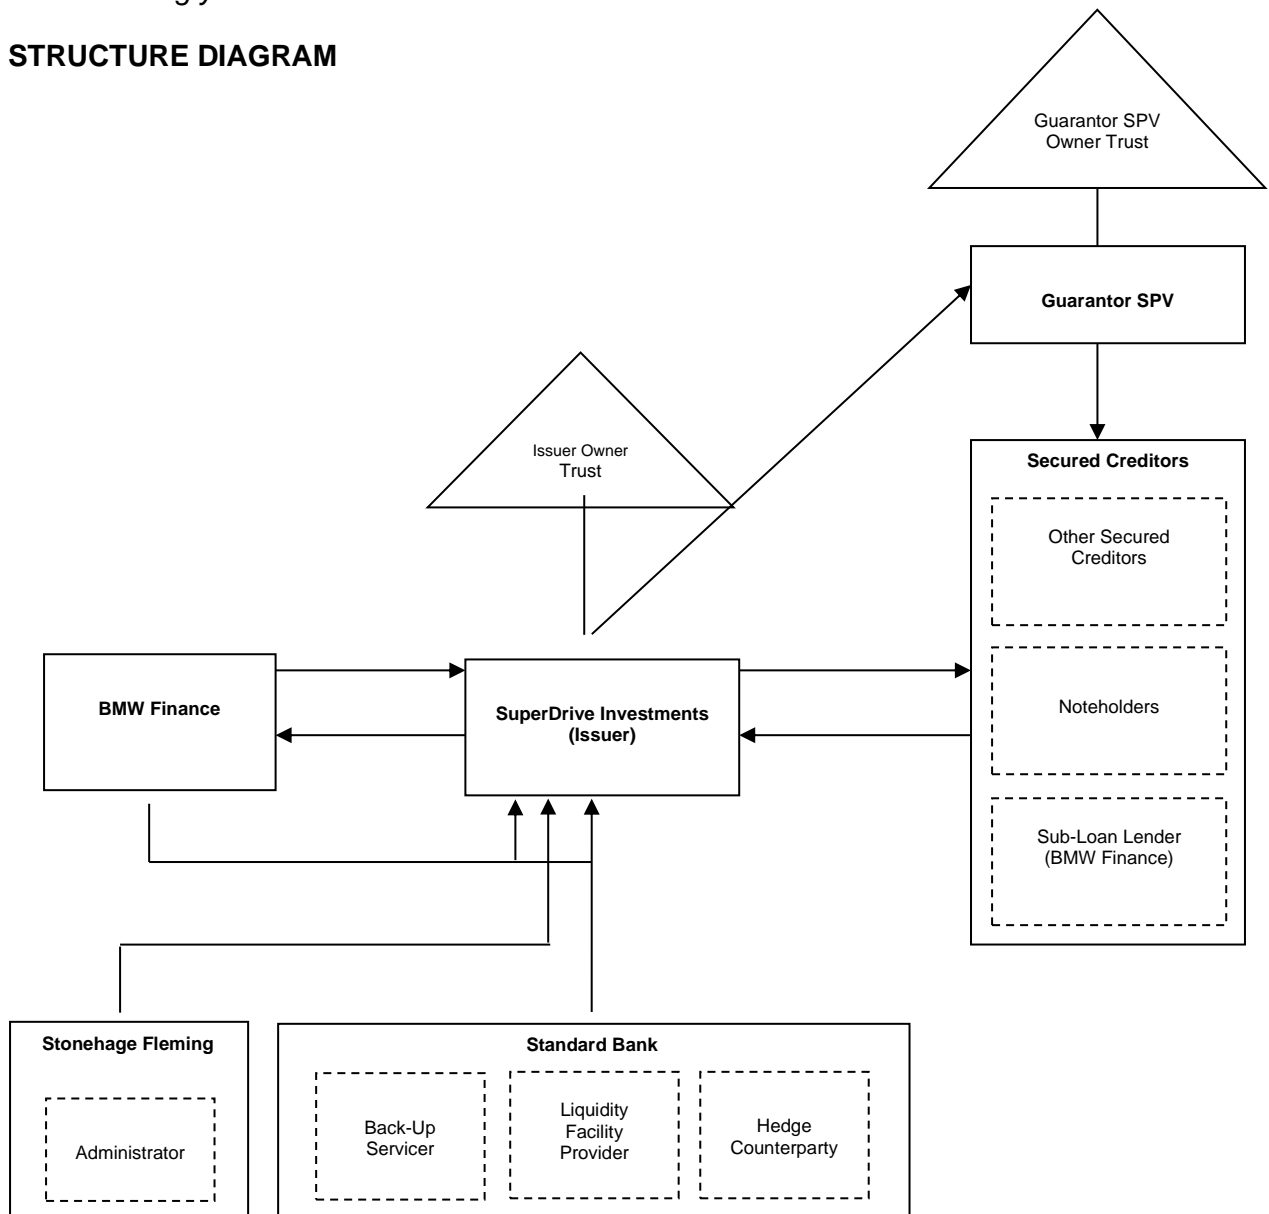 STRUCTURE DIAGRAM
Guarantor SPV
Owner Trust
Guarantor SPV
Issuer Owner
Trust
Secured Creditors
Other Secured
Creditors
Noteholders
Sub-Loan Lender
(BMW Finance)
BMW Finance
SuperDrive Investments
(Issuer)
Stonehage Fleming
Administrator
Standard Bank
Back-Up
Servicer
Liquidity
Facility
Provider
Hedge
Counterparty